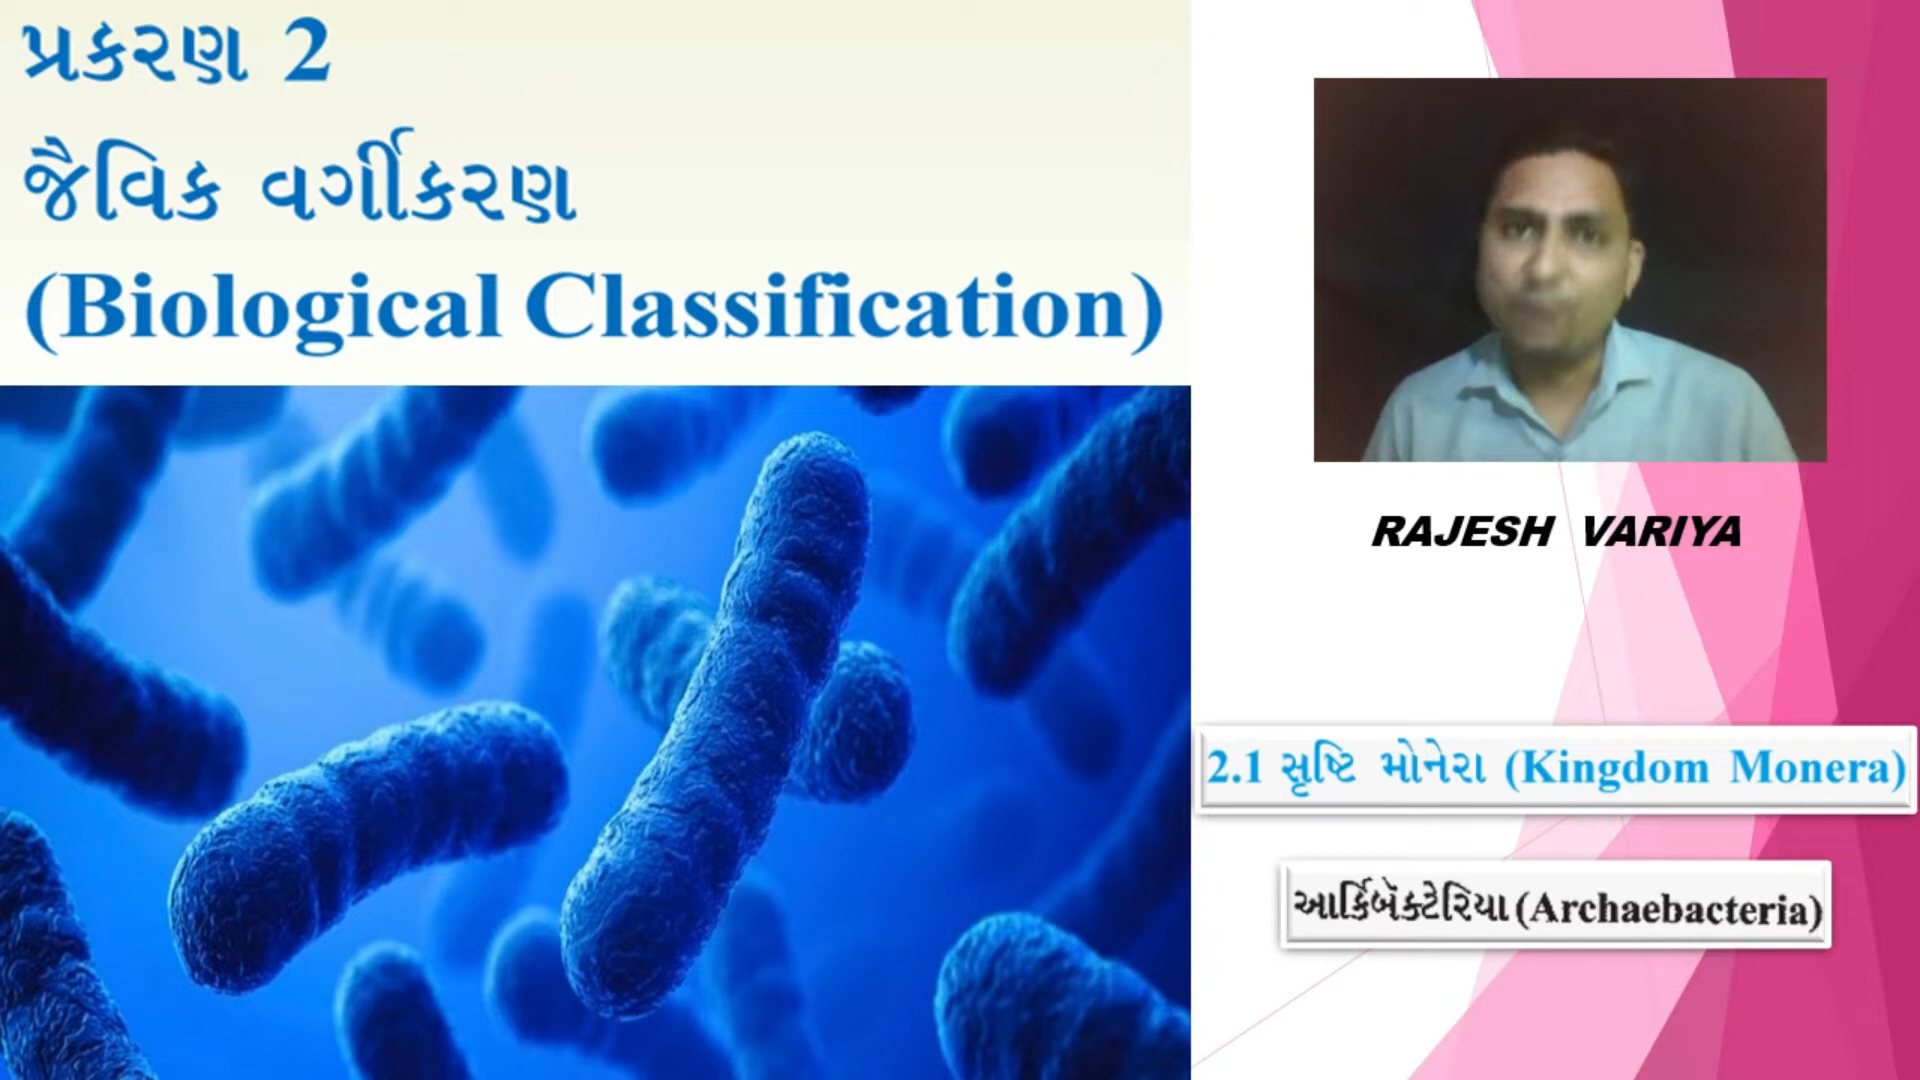 પ્રકરણ 2
જૈવિક વર્ગીકરણ
(Biological Classification)
RAJESH VARIYA
2.1 સૃષ્ટિ મોનેરા (Kingdom Monera)
આર્કિબૅક્ટેરિયા (Archaebacteria)